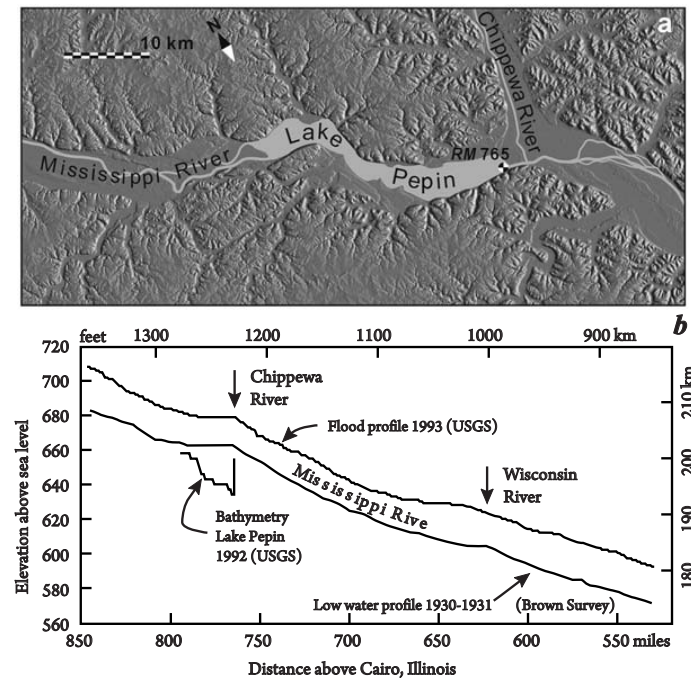 a
10 km
N
Chippewa River
Lake
Pepin
RM 765
Mississippi River
b
feet 1300 1200 1100 1000 900 km
720
700
680
660
640
620
600
580
560
Elevation above sea level
210 km
200
190
180
Chippewa
River
Flood profile 1993 (USGS)
Mississippi Rive
Wisconsin
River
Bathymetry
Lake Pepin
1992 (USGS)
Low water profile 1930-1931 (Brown Survey)
850 800 750 700 650 600 550 miles
Distance above Cairo, Illinois